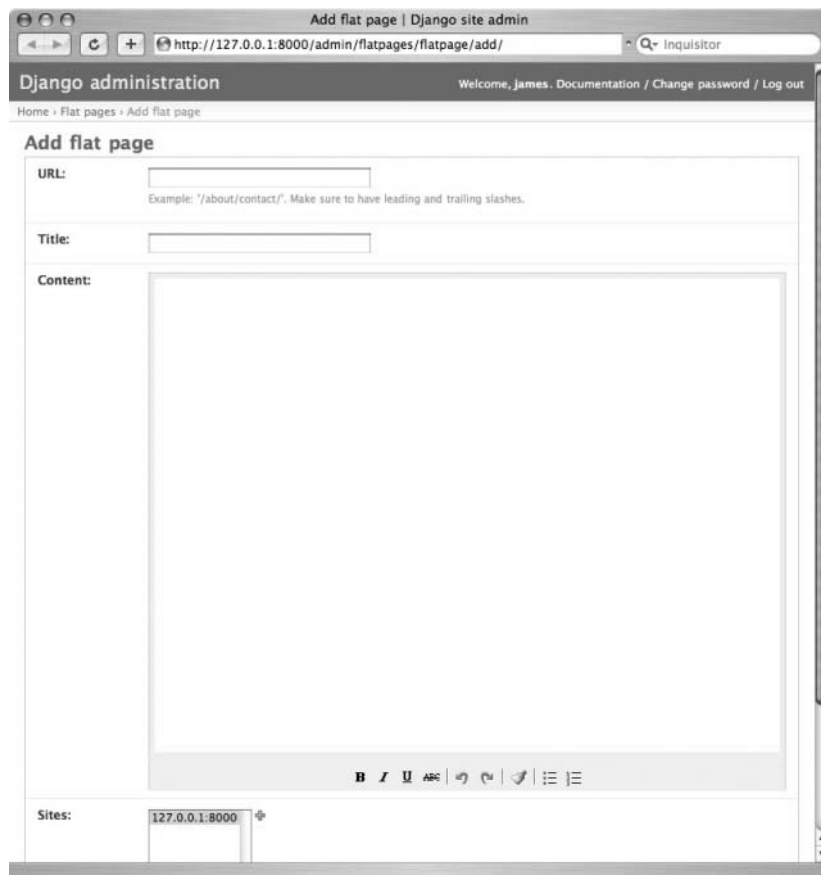 Add flat page | Django site admin
http://127.0.0.1:8000/admin/flatpages/flatpage/add/
Inquisitor
Django administration
Welcome, james. Documentation / Change password / Log out
Home › Flat pages › Add flat page
Add flat page
URL:
Example: '/about/contact/'. Make sure to have leading and trailing slashes.
Title:
Content:
B I U ABC
Sites:
127.0.0.1:8000